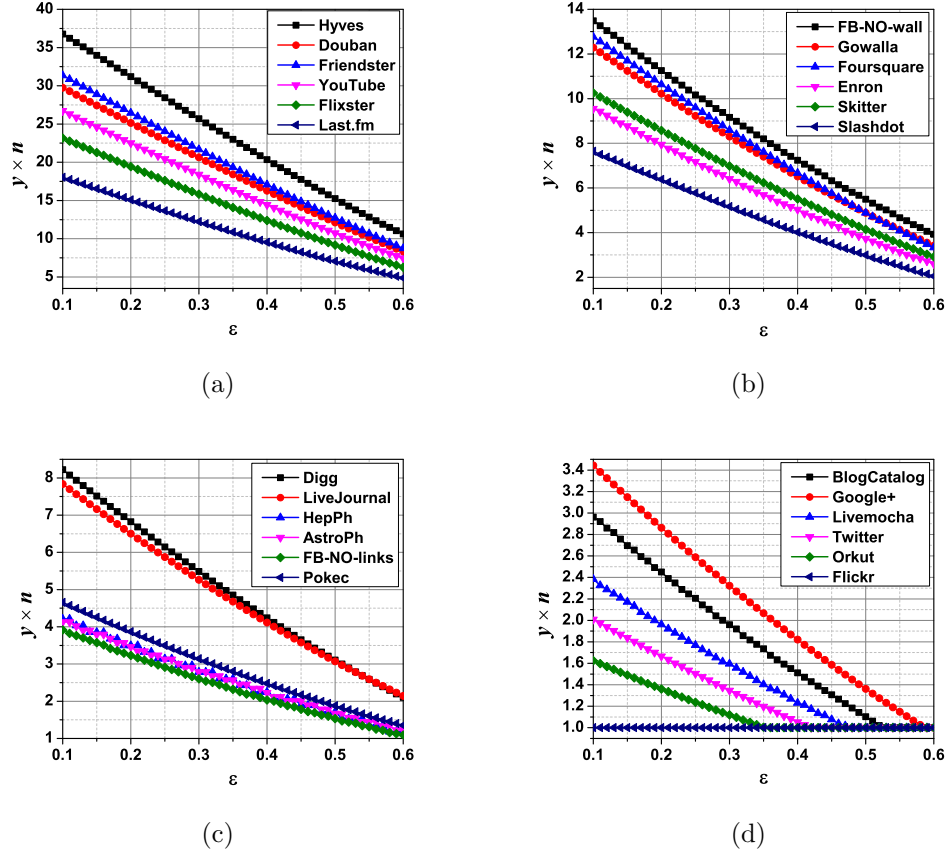 40
35
30
25
20
15
10
5
y × n
0.1 0.2 0.3 0.4 0.5 0.6
ε
Hyves
Douban
Friendster
YouTube
Flixster
Last.fm
(a)
14
12
10
8
6
4
2
y × n
0.1 0.2 0.3 0.4 0.5 0.6
ε
FB-NO-wall
Gowalla
Foursquare
Enron
Skitter
Slashdot
(b)
8
7
6
5
4
3
2
1
y × n
0.1 0.2 0.3 0.4 0.5 0.6
ε
Digg
LiveJournal
HepPh
AstroPh
FB-NO-links
Pokec
(c)
3.4
3.2
3.0
2.8
2.6
2.4
2.2
2.0
1.8
1.6
1.4
1.2
1.0
y × n
0.1 0.2 0.3 0.4 0.5 0.6
ε
BlogCatalog
Google+
Livemocha
Twitter
Orkut
Flickr
(d)